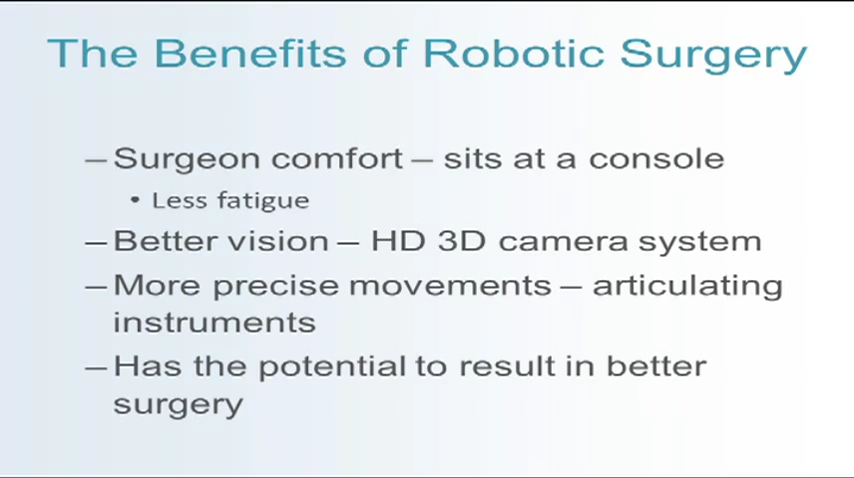 The Benefits of Robotic Surgery
– Surgeon comfort – sits at a console
• Less fatigue
– Better vision – HD 3D camera system
– More precise movements – articulating
instruments
– Has the potential to result in better
surgery